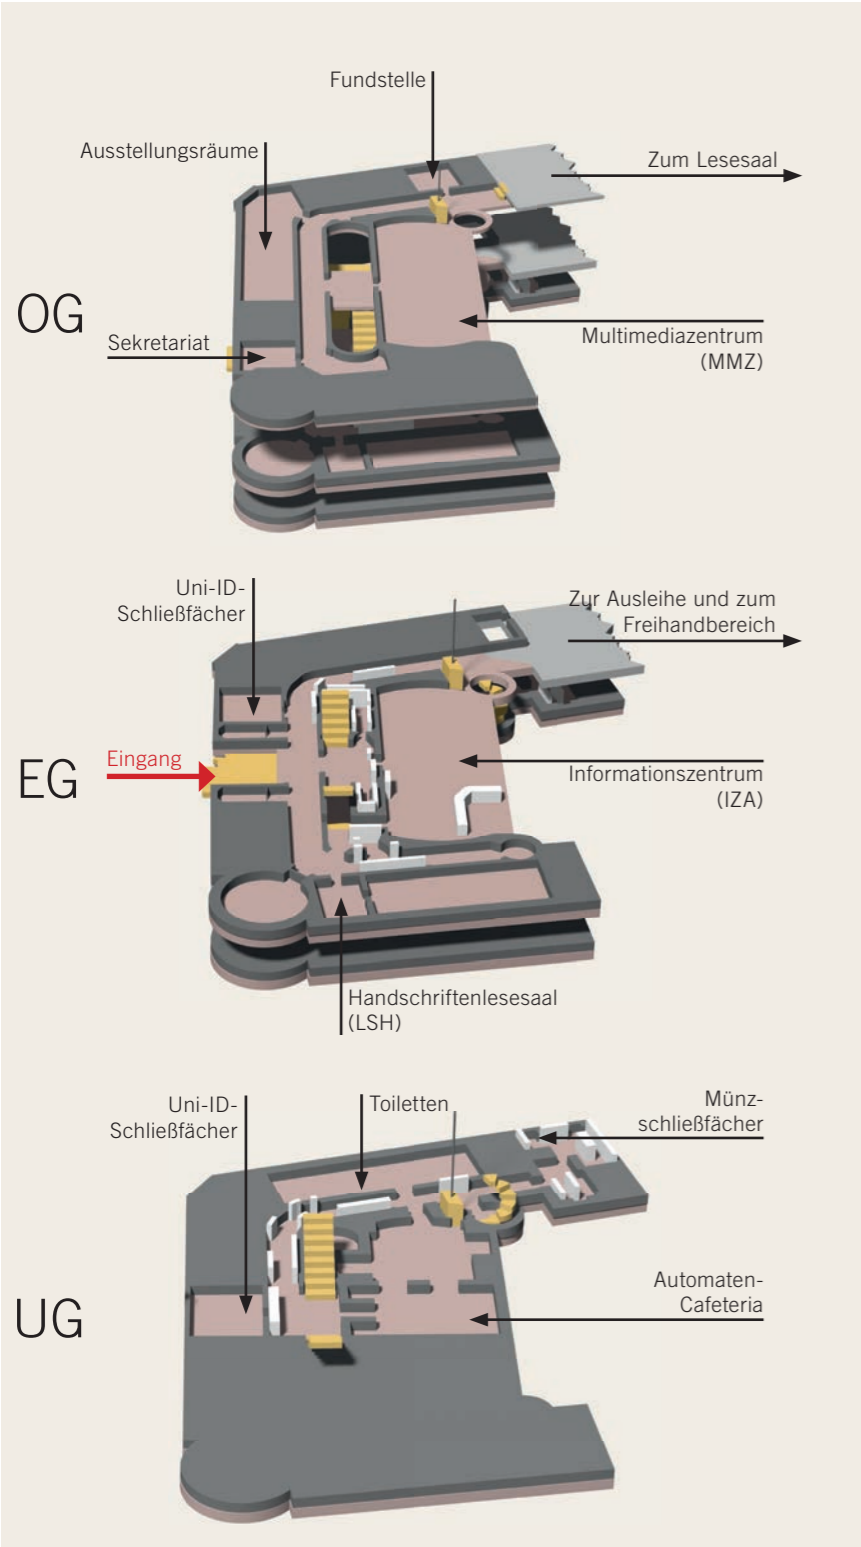 Fundstelle
Ausstellungsräume
Zum Lesesaal
OG
Sekretariat
Multimediazentrum
(MMZ)
Uni-ID-
Schließfächer
Zur Ausleihe und zum
Freihandbereich
Eingang
EG
Informationszentrum
(IZA)
Handschriftenlesesaal
(LSH)
Uni-ID-
Schließfächer
Toiletten
Münz-
schließfächer
UG
Automaten-
Cafeteria